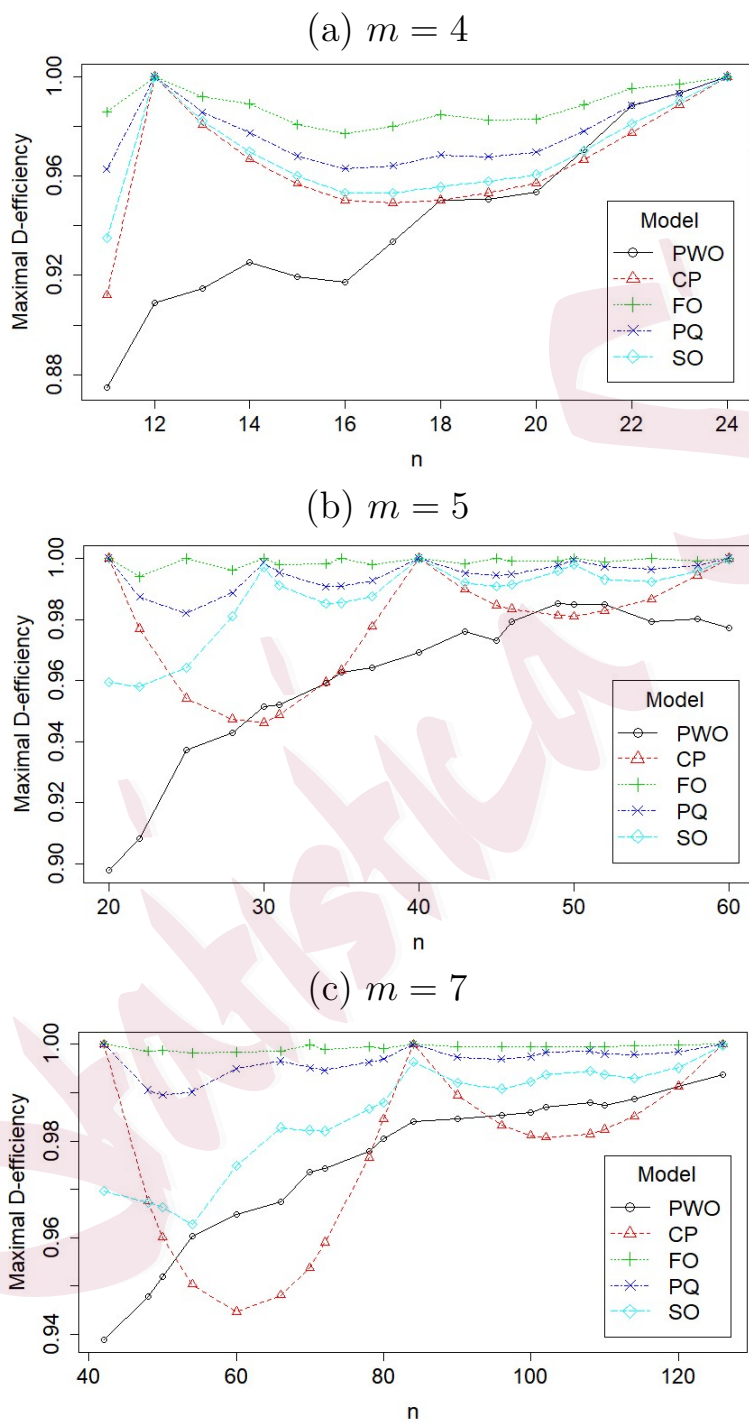 (a) m = 4
Maximal D-efficiency
1.00
0.96
0.92
0.88
Model
PWO
CP
FO
PQ
SO
12 14 16 18 20 22 24
n
(b) m = 5
Maximal D-efficiency
1.00
0.98
0.96
0.94
0.92
0.90
Model
PWO
CP
FO
PQ
SO
20 30 40 50 60
n
(c) m = 7
Maximal D-efficiency
1.00
0.98
0.96
0.94
Model
PWO
CP
FO
PQ
SO
40 60 80 100 120
n